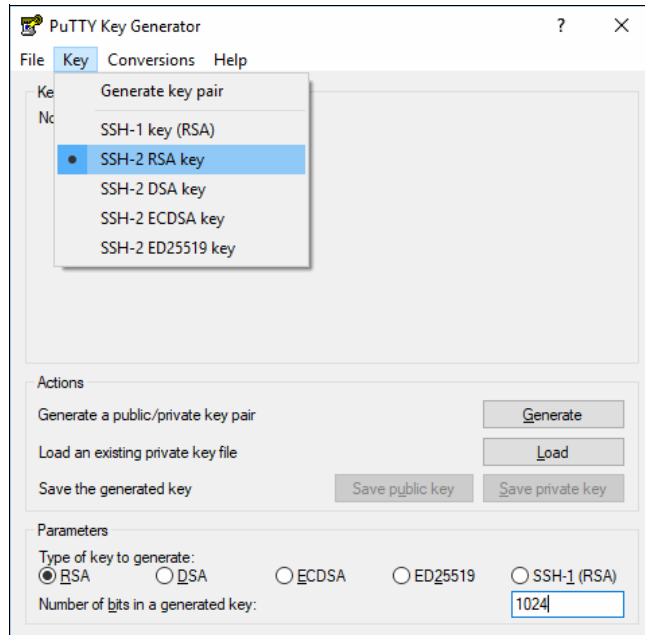 PuTTY Key Generator ? ×
File Key Conversions Help
Ke
No
Generate key pair
SSH-1 key (RSA)
SSH-2 RSA key
SSH-2 DSA key
SSH-2 ECDSA key
SSH-2 ED25519 key
Actions
Generate a public/private key pair Generate
Load an existing private key file Load
Save the generated key Save public key Save private key
Parameters
Type of key to generate:
RSA DSA ECDSA ED25519 SSH-1 (RSA)
Number of bits in a generated key: 1024